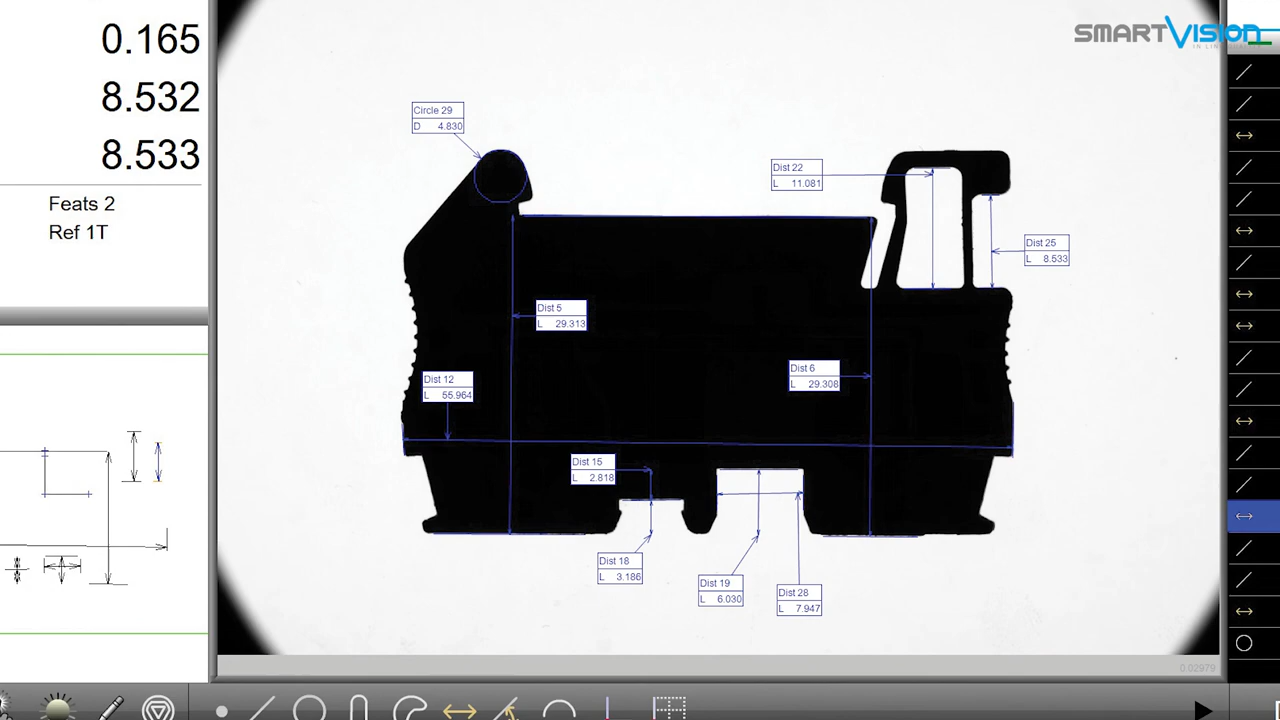 0.165
8.532
8.533
Feats 2
Ref 1T
SMARTVISION
Circle 29
D 4.830
Dist 22
L 11.081
Dist 25
L 8.533
Dist 5
L 29.313
Dist 6
L 29.308
Dist 12
L 55.964
Dist 15
L 2.818
Dist 18
L 3.186
Dist 19
L 6.030
Dist 28
L 7.947
0.02979